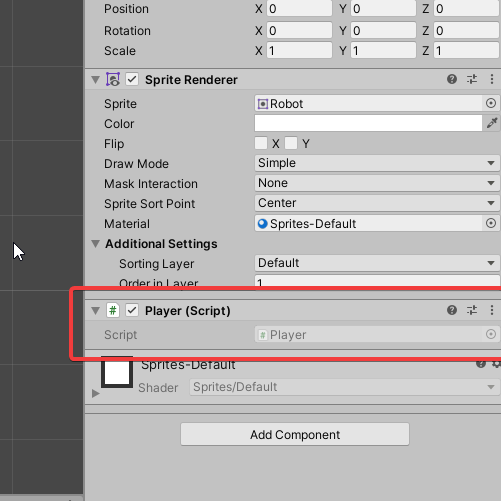 Position X 0 Y 0 Z 0
Rotation X 0 Y 0 Z 0
Scale X 1 Y 1 Z 1
Sprite Renderer
Sprite Robot
Color
Flip X Y
Draw Mode Simple
Mask Interaction None
Sprite Sort Point Center
Material Sprites-Default
Additional Settings
Sorting Layer Default
Order in Layer 1
# Player (Script)
Script # Player
Sprites-Default
Shader Sprites/Default
Add Component